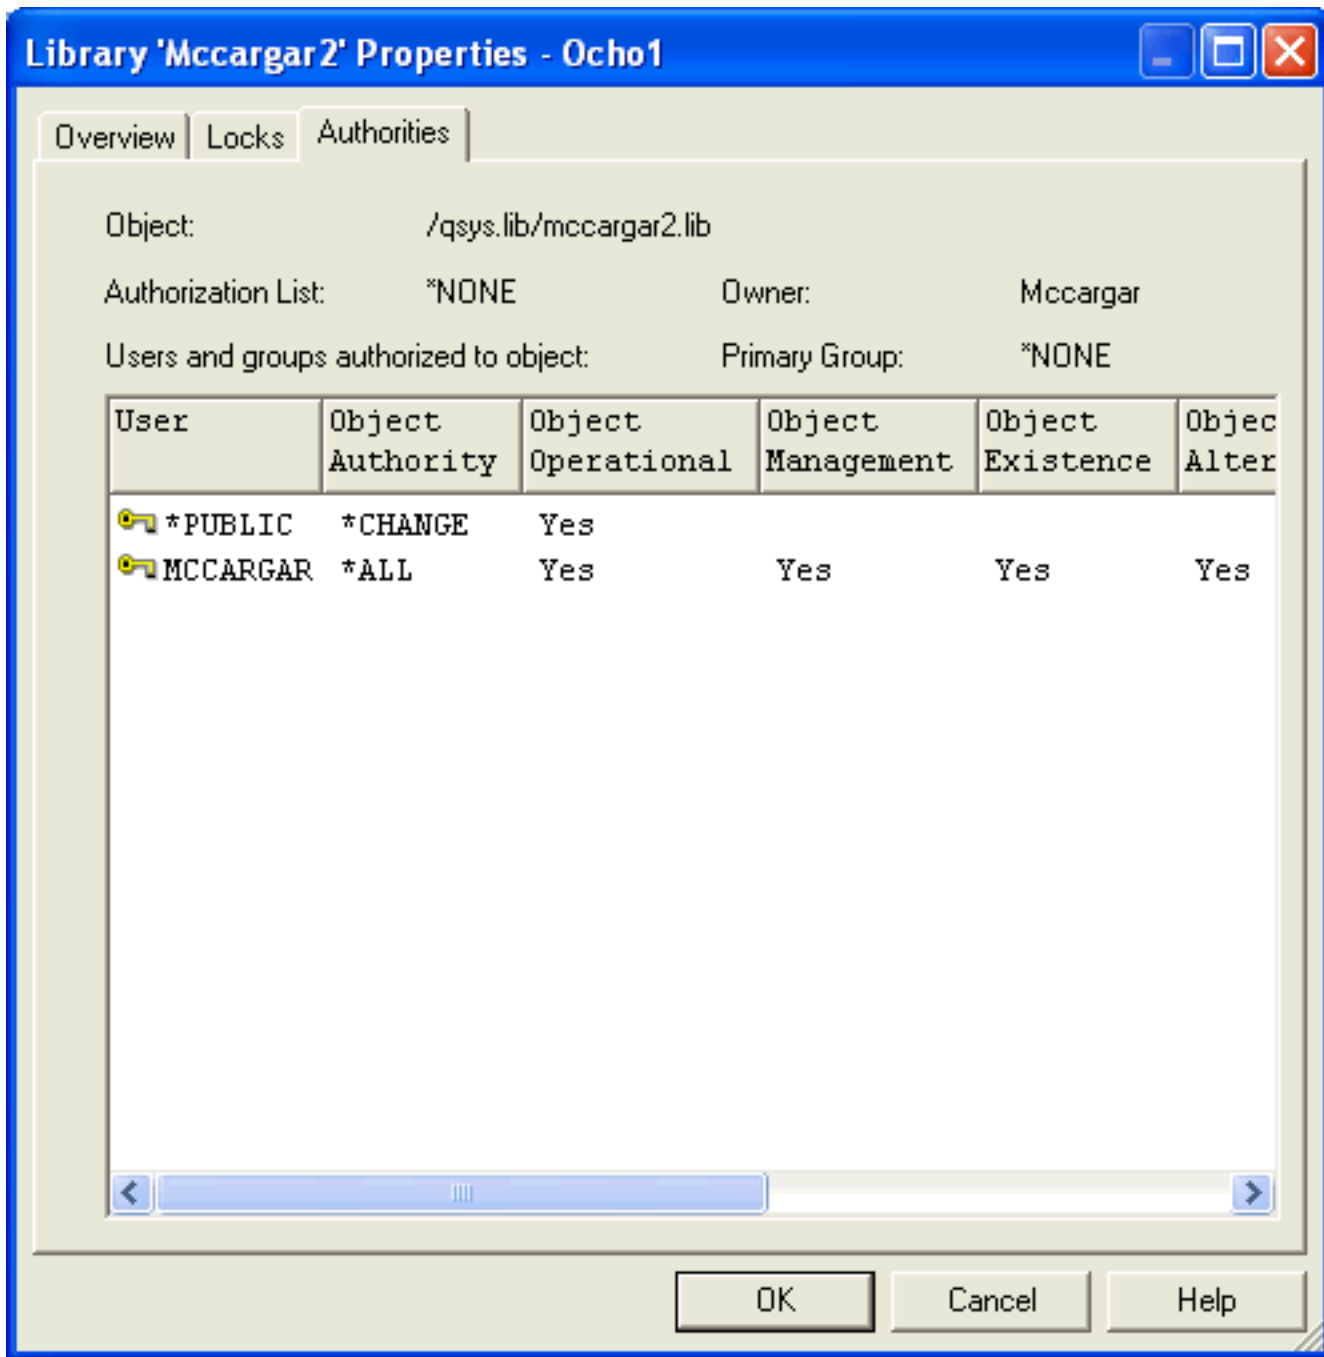 Library 'Mccargar2' Properties - Ocho1
Overview Locks Authorities
Object: /qsys.lib/mccargar2.lib
Authorization List: *NONE Owner: Mccargar
Users and groups authorized to object: Primary Group: *NONE
User Object Object Object Object Objec
Authority Operational Management Existence Alter
*PUBLIC *CHANGE Yes
MCCARGAR *ALL Yes Yes Yes Yes
OK Cancel Help